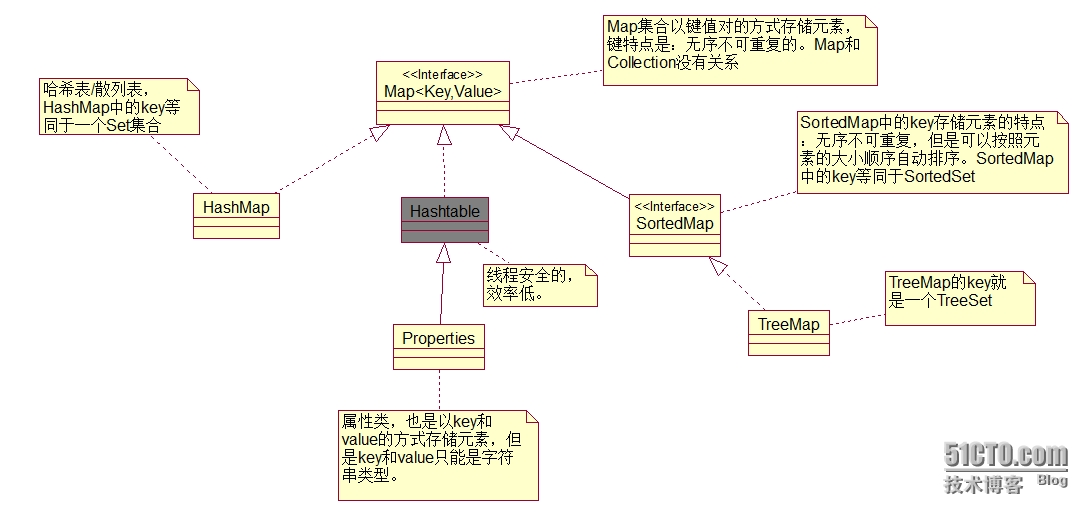 Map集合以键值对的方式存储元素，
键特点是：无序不可重复的。Map和
Collection没有关系
<<Interface>>
Map<Key,Value>
哈希表/散列表，
HashMap中的key等
同于一个Set集合
SortedMap中的key存储元素的特点
：无序不可重复，但是可以按照元
素的大小顺序自动排序。SortedMap
中的key等同于SortedSet
HashMap
Hashtable
<<Interface>>
SortedMap
线程安全的，
效率低。
TreeMap的key就
是一个TreeSet
Properties
TreeMap
属性类，也是以key和
value的方式存储元素，但
是key和value只能是字符
串类型。
51CTO.com
技术博客 Blog